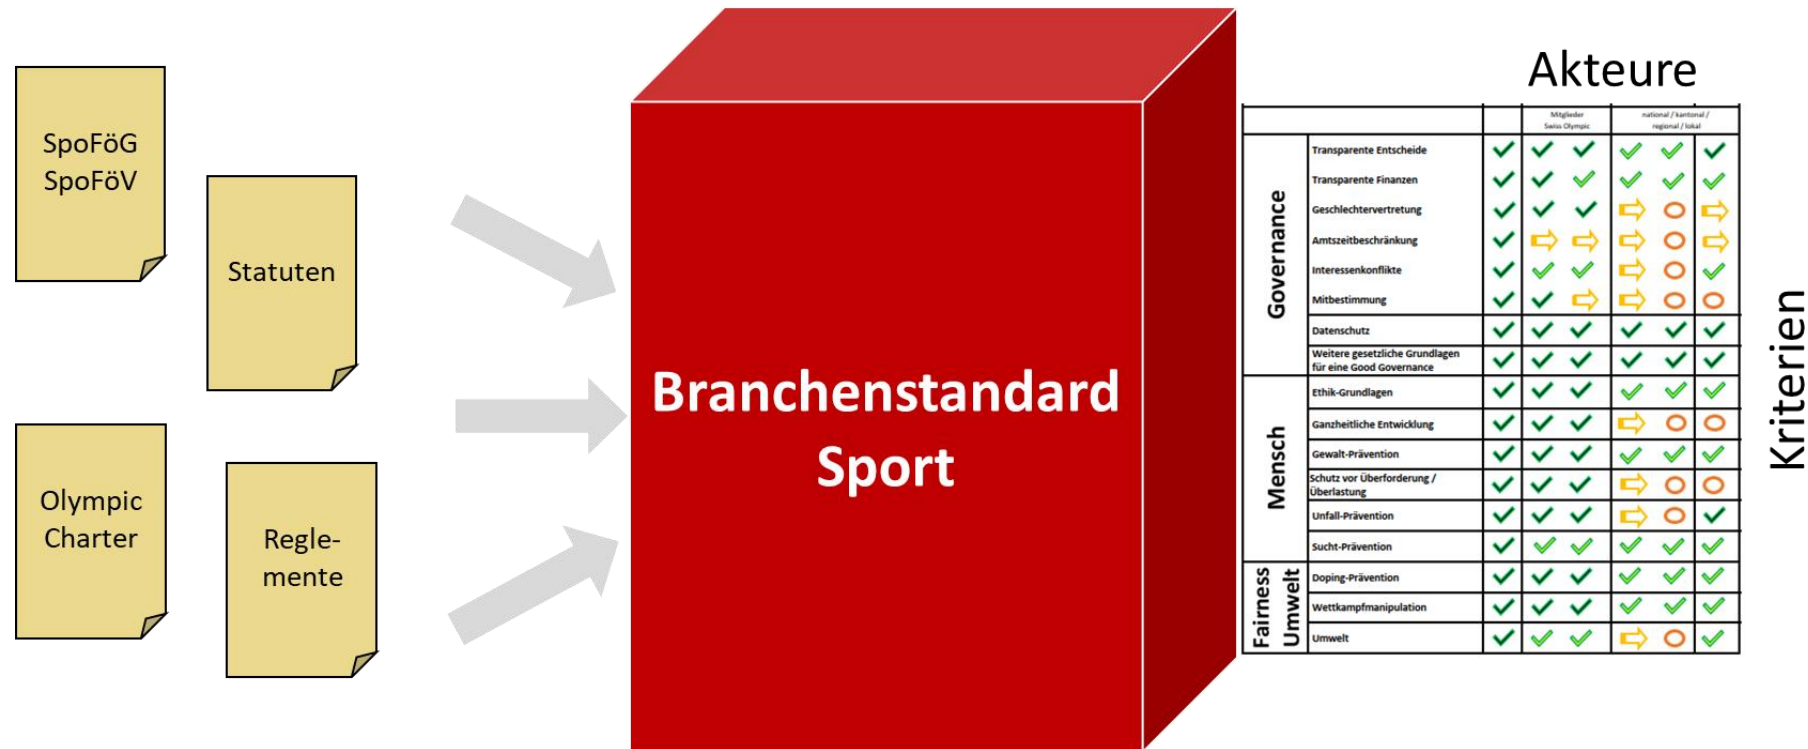 SpoFöG
SpoFöV
Statuten
Olympic
Charter
Regle-
mente
Branchenstandard
Sport
Akteure
Mitglieder
Swiss Olympic
national / kantonal /
regional / lokal
Governance
Transparente Entscheide
Transparente Finanzen
Geschlechtervertretung
Amtszeitbeschränkung
Interessenkonflikte
Mitbestimmung
Datenschutz
Weitere gesetzliche Grundlagen
für eine Good Governance
Mensch
Ethik-Grundlagen
Ganzheitliche Entwicklung
Gewalt-Prävention
Schutz vor Überforderung /
Überlastung
Unfall-Prävention
Sucht-Prävention
Fairness
Umwelt
Doping-Prävention
Wettkampfmanipulation
Umwelt
Kriterien